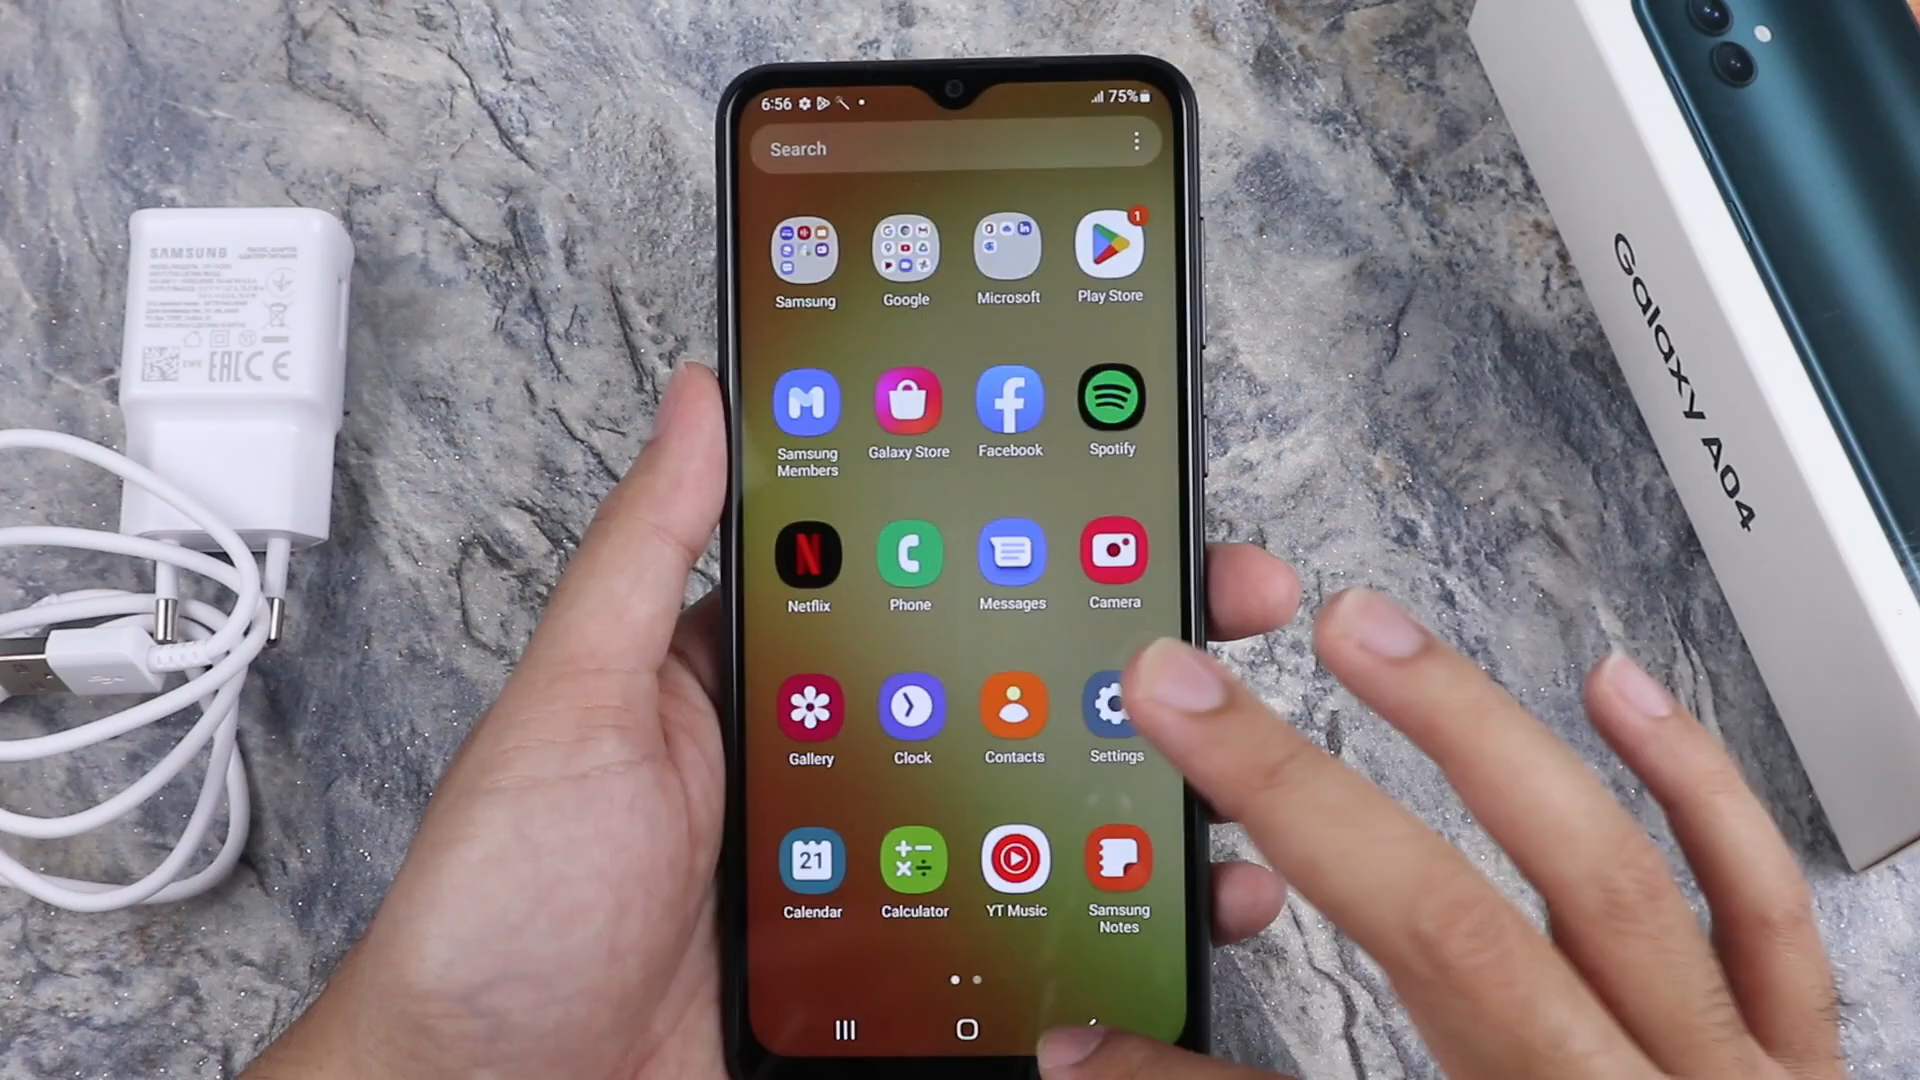 6:56
75%
Search
1
Samsung
Google
Microsoft
Play Store
Samsung
Members
Galaxy Store
Facebook
Spotify
Netflix
Phone
Messages
Camera
Gallery
Clock
Contacts
Settings
21
Calendar
Calculator
YT Music
Samsung
Notes
SAMSUNG
EAC CE
Galaxy A04